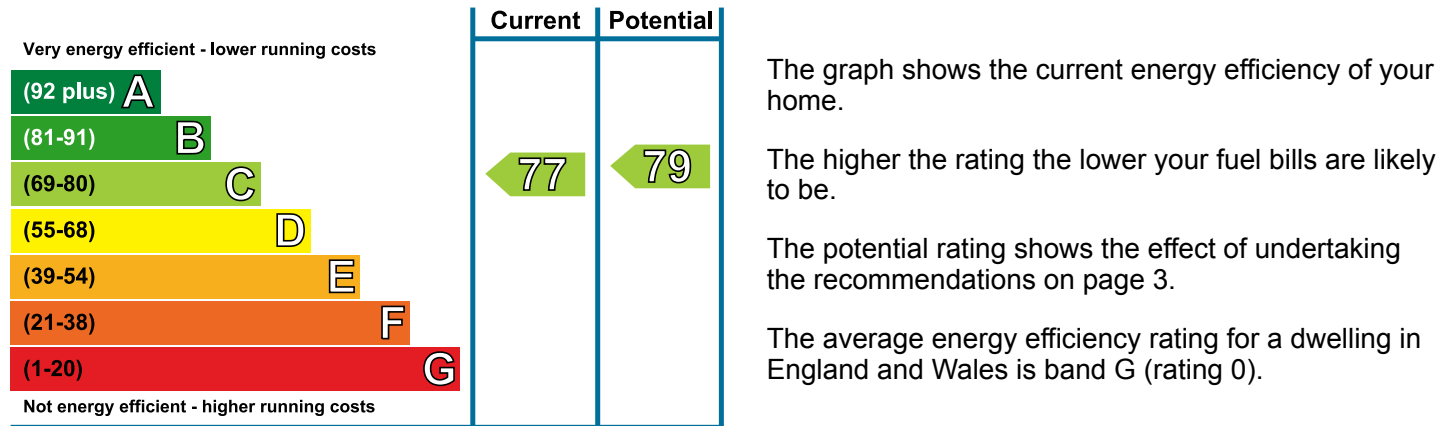 Current Potential
Very energy efficient - lower running costs
(92 plus) A
(81-91) B
(69-80) C
(55-68) D
(39-54) E
(21-38) F
(1-20) G
Not energy efficient - higher running costs
77 79
The graph shows the current energy efficiency of your
home.
The higher the rating the lower your fuel bills are likely
to be.
The potential rating shows the effect of undertaking
the recommendations on page 3.
The average energy efficiency rating for a dwelling in
England and Wales is band G (rating 0).